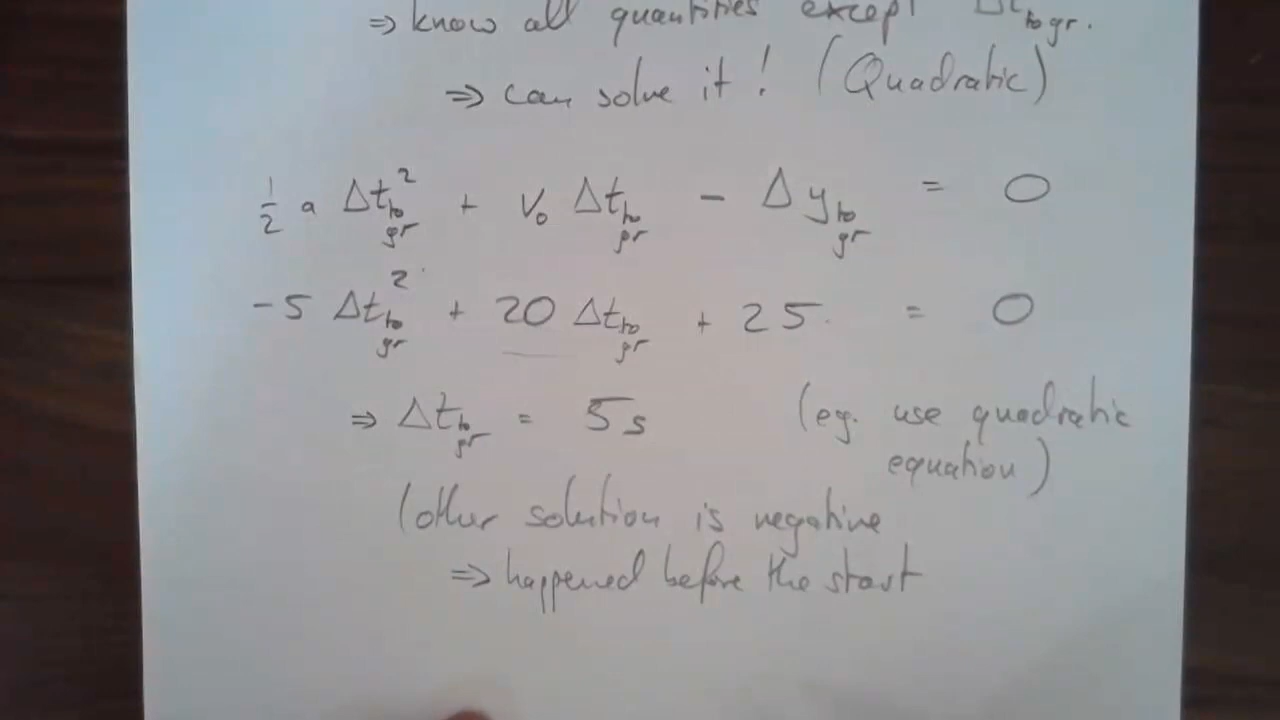 ⇒ know all quantities except Δt to gr.
⇒ can solve it! (Quadratic)
1/2 a Δt to gr ² + V₀ Δt to gr - Δy to gr = 0
-5 Δt to gr ² + 20 Δt to gr + 25 = 0
⇒ Δt to gr = 5s (eg. use quadratic
equation)
(other solution is negative
⇒ happened before the start